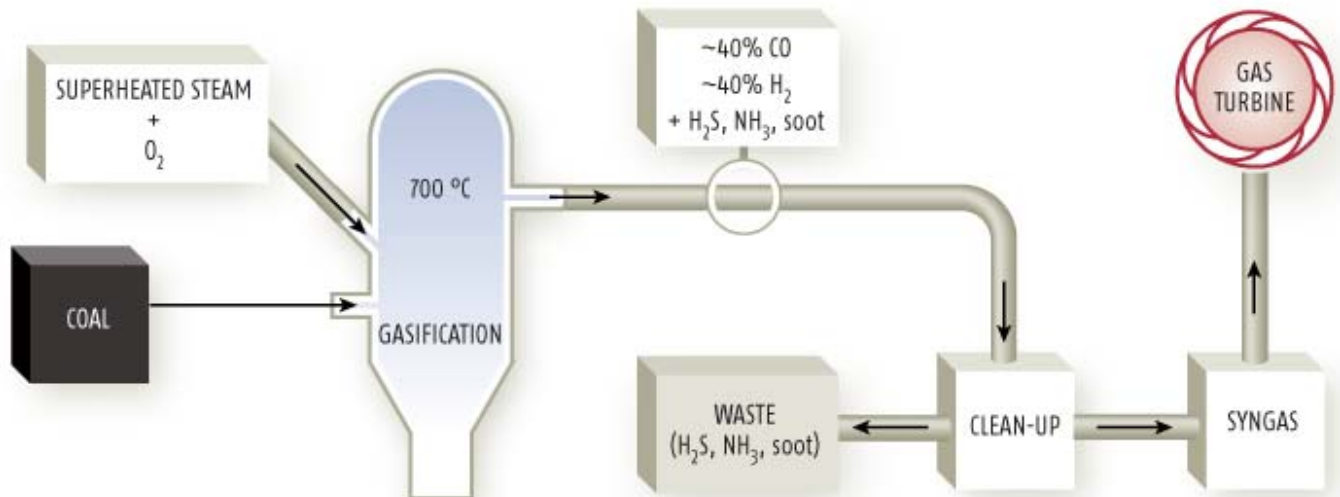 SUPERHEATED STEAM
+
O₂
COAL
700 ºC
GASIFICATION
~40% CO
~40% H₂
+ H₂S, NH₃, soot
GAS
TURBINE
WASTE
(H₂S, NH₃, soot)
CLEAN-UP
SYNGAS